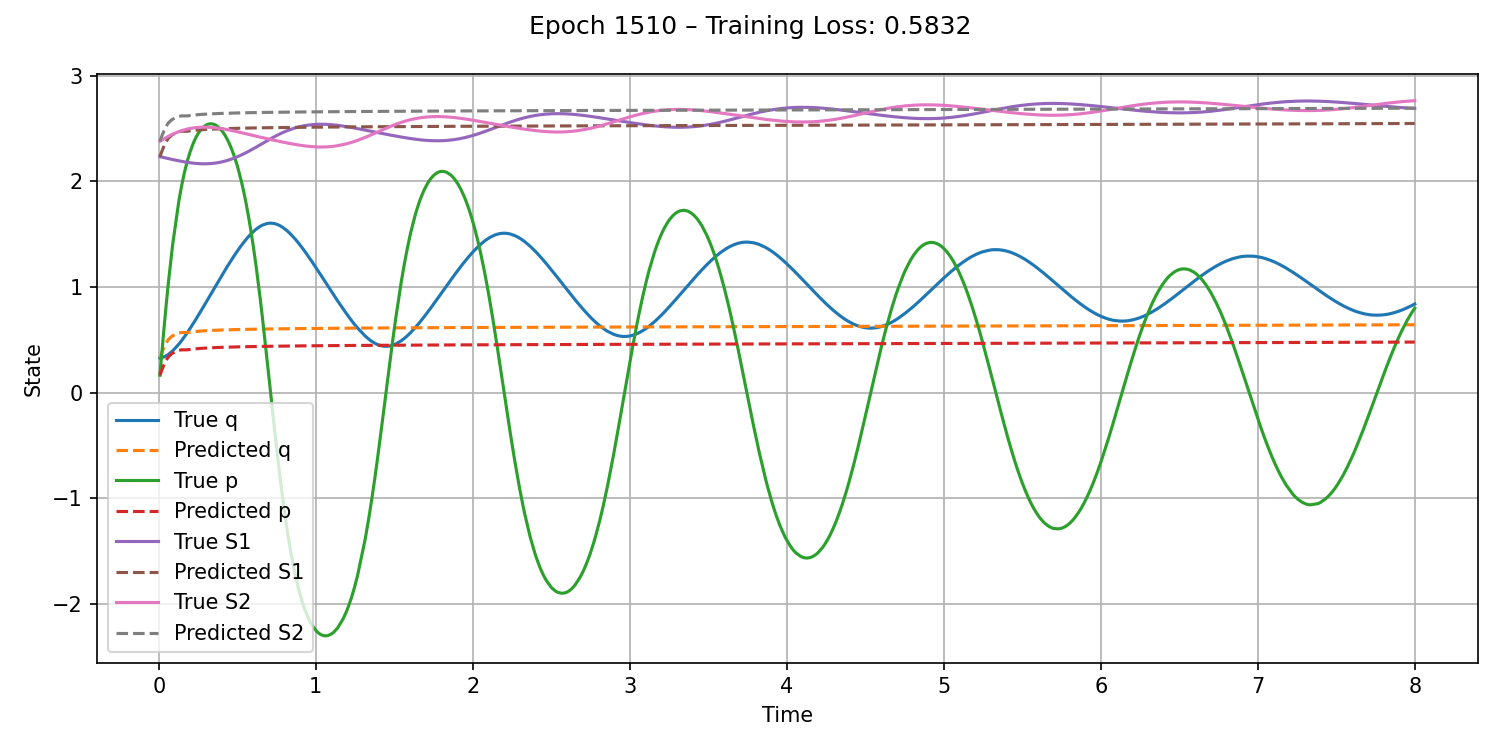 Epoch 1510 – Training Loss: 0.5832
3
2
1
0
−1
−2
State
True q
Predicted q
True p
Predicted p
True S1
Predicted S1
True S2
Predicted S2
0 1 2 3 4 5 6 7 8
Time